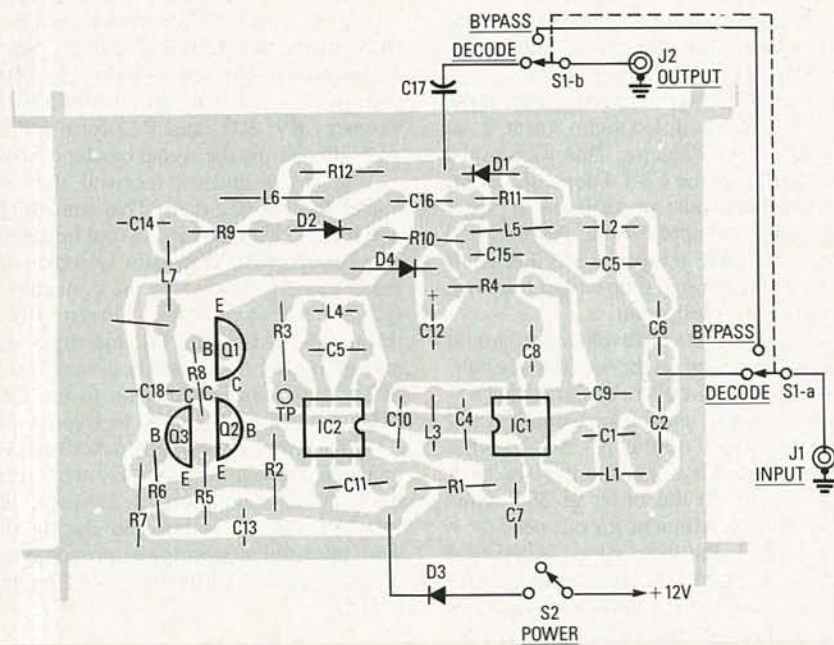 BYPASS
DECODE
S1-b
J2
OUTPUT
C17
R12
D1
L6
C16
R11
C14
R9
D2
R10
L5
L2
C15
C5
L7
D4
R4
E
R3
L4
+
C12
C6
B Q1
C5
C8
BYPASS
R8
C
C18
C C
TP
C9
DECODE
S1-a
B Q3
Q2 B
IC2
C10
L3
C4
IC1
C1
C2
J1
INPUT
E E
R2
L1
R7
R6
R5
C11
R1
C13
C7
D3
S2
POWER
+12V